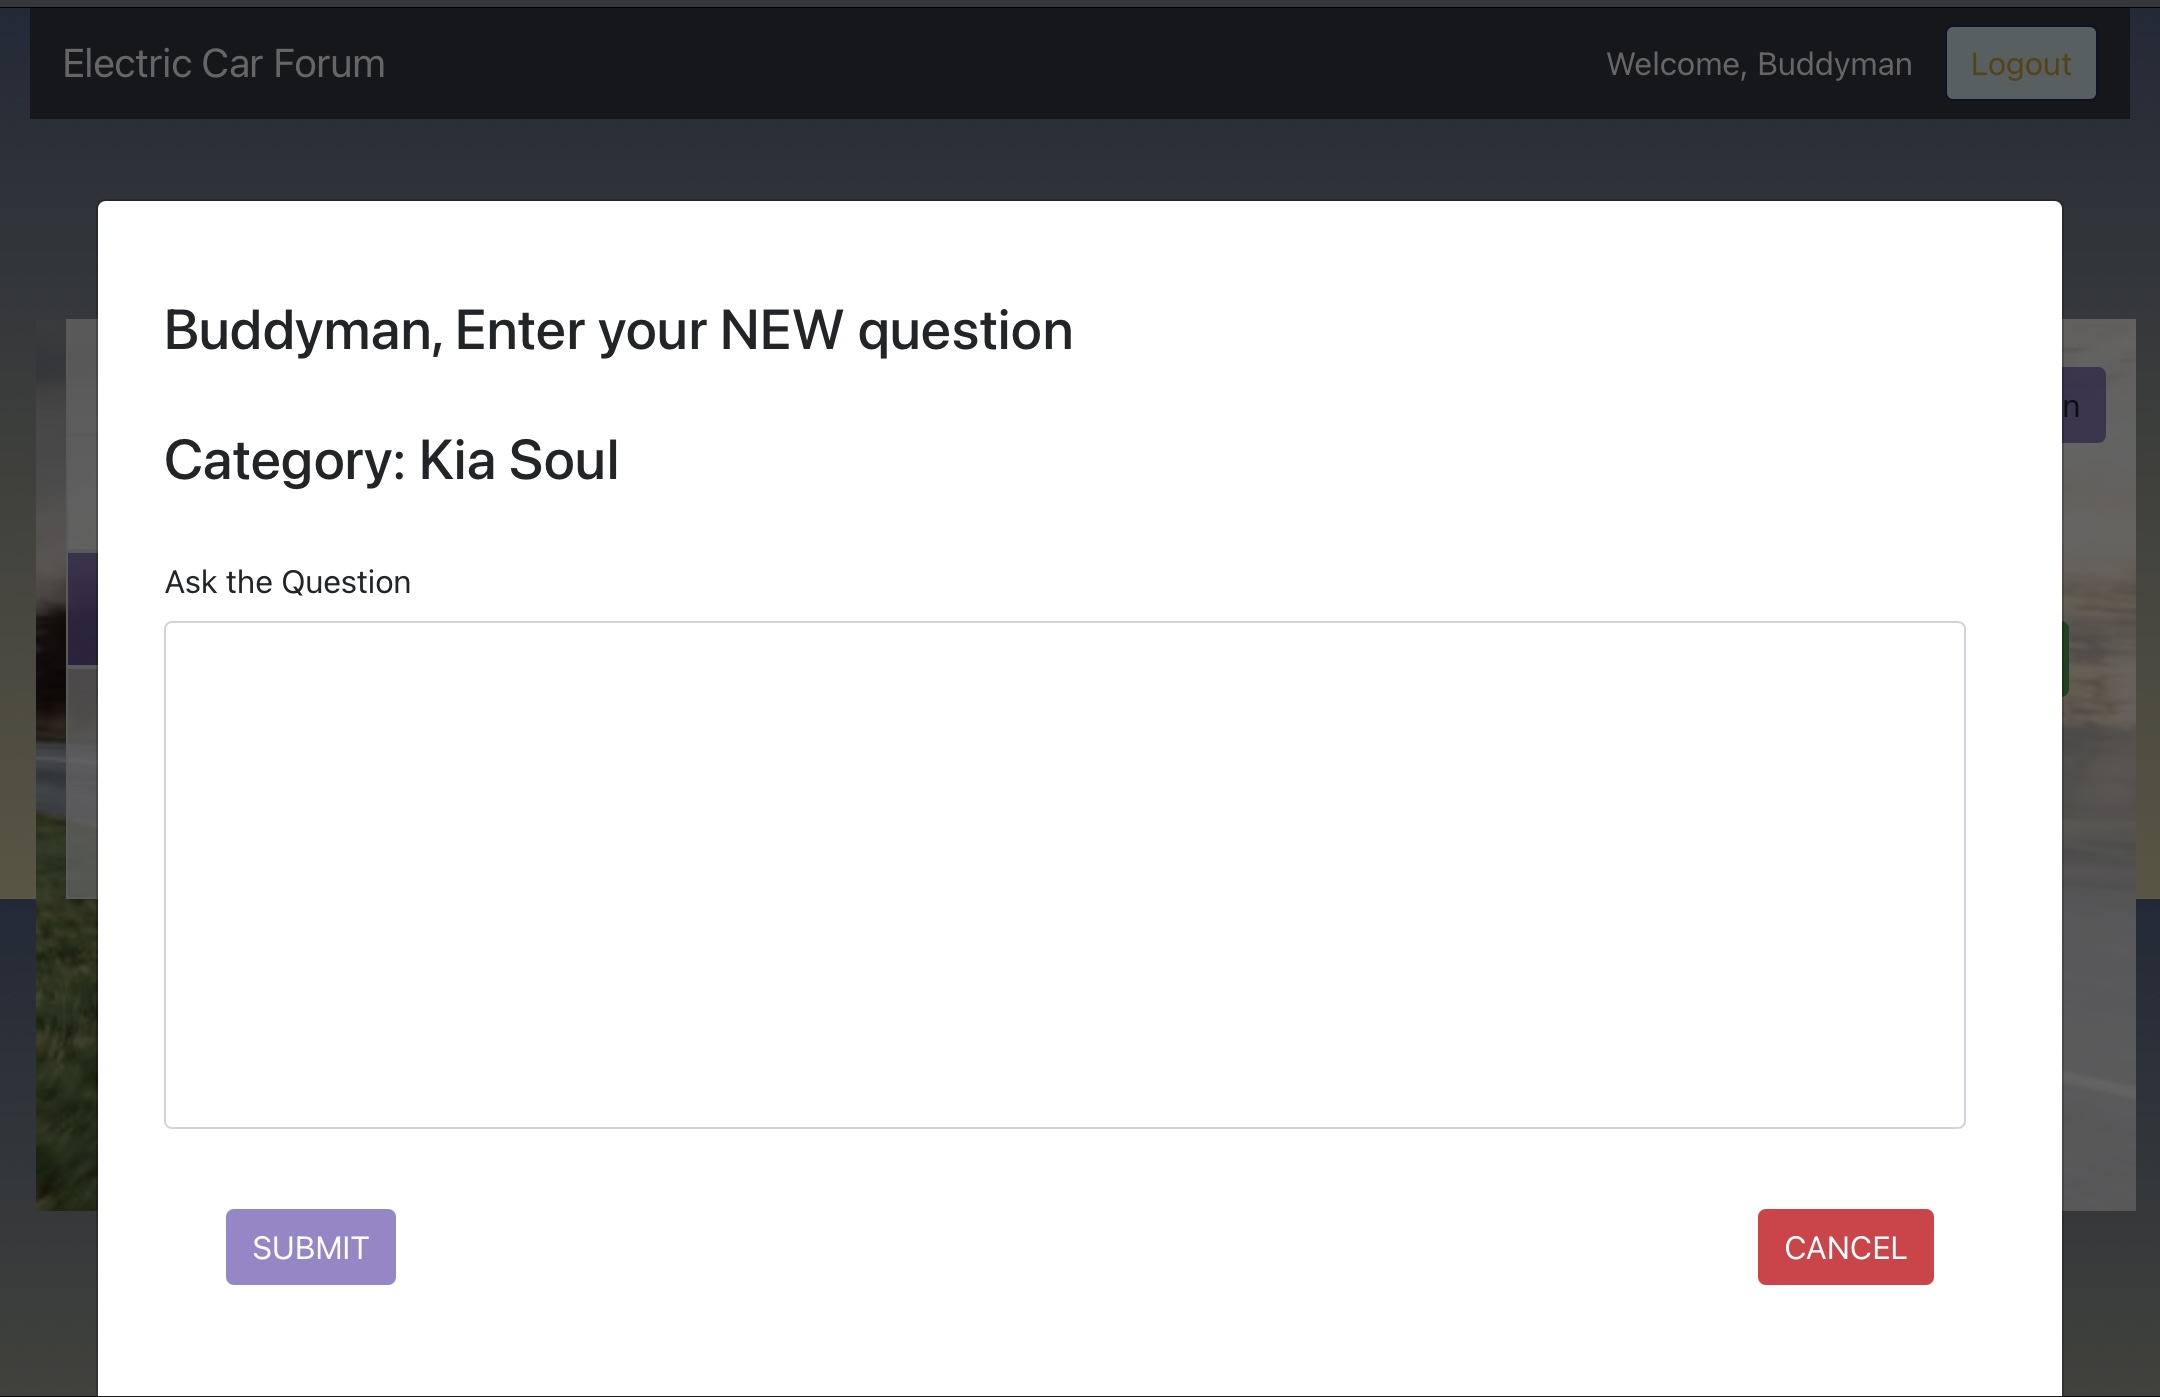 Electric Car Forum
Welcome, Buddyman
Logout
Buddyman, Enter your NEW question
Category: Kia Soul
Ask the Question
SUBMIT
CANCEL